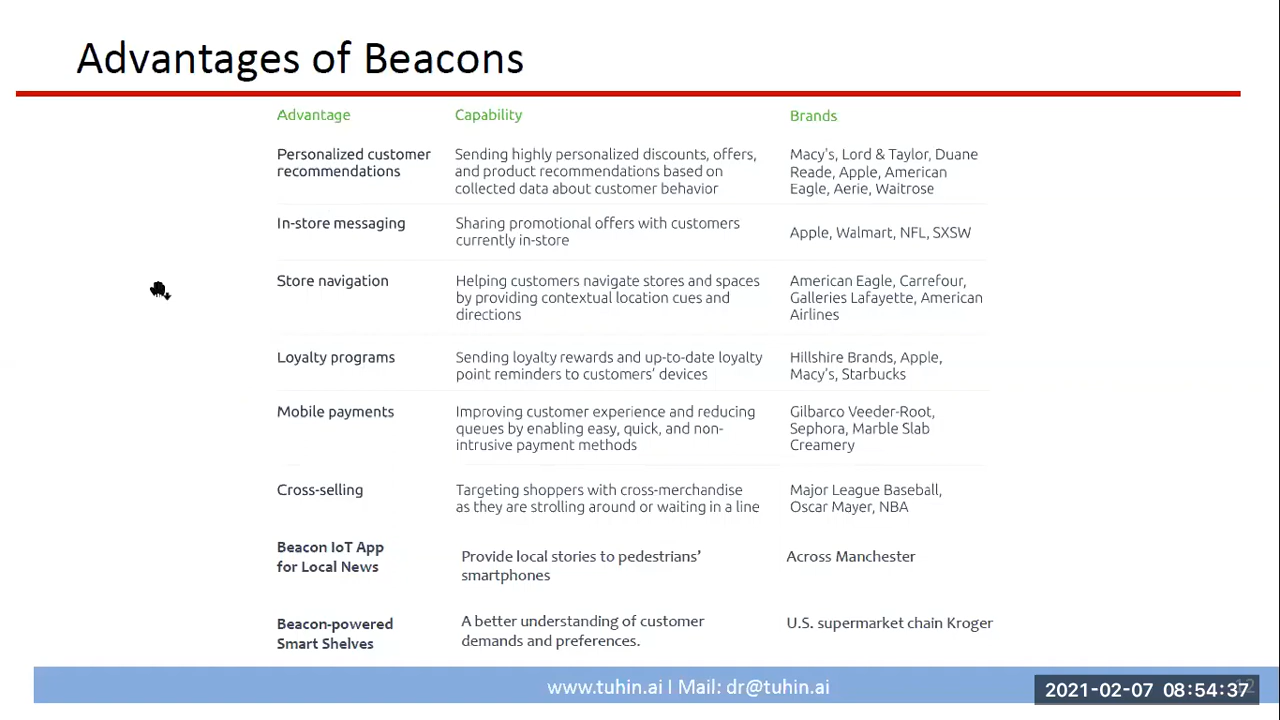 Advantages of Beacons
Advantage Capability Brands
Personalized customer
recommendations
Sending highly personalized discounts, offers,
and product recommendations based on
collected data about customer behavior
Macy's, Lord & Taylor, Duane
Reade, Apple, American
Eagle, Aerie, Waitrose
In-store messaging
Sharing promotional offers with customers
currently in-store
Apple, Walmart, NFL, SXSW
Store navigation
Helping customers navigate stores and spaces
by providing contextual location cues and
directions
American Eagle, Carrefour,
Galleries Lafayette, American
Airlines
Loyalty programs
Sending loyalty rewards and up-to-date loyalty
point reminders to customers' devices
Hillshire Brands, Apple,
Macy's, Starbucks
Mobile payments
Improving customer experience and reducing
queues by enabling easy, quick, and non-
intrusive payment methods
Gilbarco Veeder-Root,
Sephora, Marble Slab
Creamery
Cross-selling
Targeting shoppers with cross-merchandise
as they are strolling around or waiting in a line
Major League Baseball,
Oscar Mayer, NBA
Beacon IoT App
for Local News
Provide local stories to pedestrians’
smartphones
Across Manchester
Beacon-powered
Smart Shelves
A better understanding of customer
demands and preferences.
U.S. supermarket chain Kroger
www.tuhin.ai I Mail: dr@tuhin.ai
2021-02-07 08:54:37
12